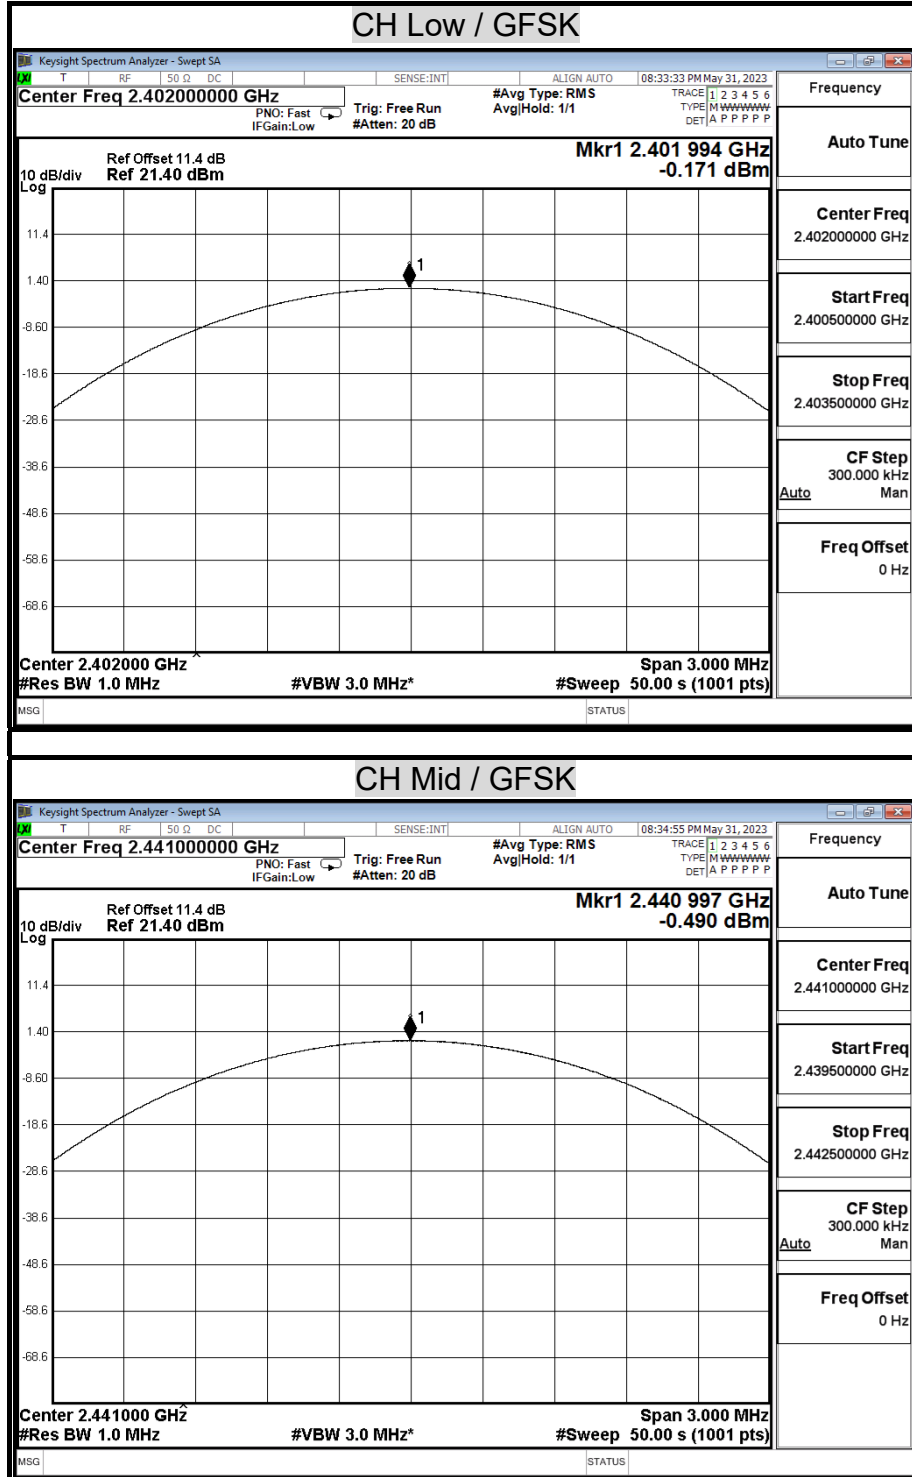 CH Low / GFSK
Keysight Spectrum Analyzer - Swept SA
LXI T RF 50 Ω DC SENSE:INT ALIGN AUTO 08:33:33 PM May 31, 2023
Center Freq 2.402000000 GHz #Avg Type: RMS TRACE 1 2 3 4 5 6
PNO: Fast Trig: Free Run Avg|Hold: 1/1 TYPE M WWWWW
IFGain:Low #Atten: 20 dB DET A P P P P P
Frequency
Mkr1 2.401 994 GHz
Ref Offset 11.4 dB
10 dB/div Ref 21.40 dBm -0.171 dBm
Log
11.4
1
1.40
-8.60
-18.6
-28.6
-38.6
-48.6
-58.6
-68.6
Center 2.402000 GHz Span 3.000 MHz
#Res BW 1.0 MHz #VBW 3.0 MHz* #Sweep 50.00 s (1001 pts)
Auto Tune
Center Freq
2.402000000 GHz
Start Freq
2.400500000 GHz
Stop Freq
2.403500000 GHz
CF Step
300.000 kHz
Auto Man
Freq Offset
0 Hz
MSG STATUS
CH Mid / GFSK
Keysight Spectrum Analyzer - Swept SA
LXI T RF 50 Ω DC SENSE:INT ALIGN AUTO 08:34:55 PM May 31, 2023
Center Freq 2.441000000 GHz #Avg Type: RMS TRACE 1 2 3 4 5 6
PNO: Fast Trig: Free Run Avg|Hold: 1/1 TYPE M WWWWW
IFGain:Low #Atten: 20 dB DET A P P P P P
Frequency
Mkr1 2.440 997 GHz
Ref Offset 11.4 dB
10 dB/div Ref 21.40 dBm -0.490 dBm
Log
11.4
1
1.40
-8.60
-18.6
-28.6
-38.6
-48.6
-58.6
-68.6
Center 2.441000 GHz Span 3.000 MHz
#Res BW 1.0 MHz #VBW 3.0 MHz* #Sweep 50.00 s (1001 pts)
Auto Tune
Center Freq
2.441000000 GHz
Start Freq
2.439500000 GHz
Stop Freq
2.442500000 GHz
CF Step
300.000 kHz
Auto Man
Freq Offset
0 Hz
MSG STATUS